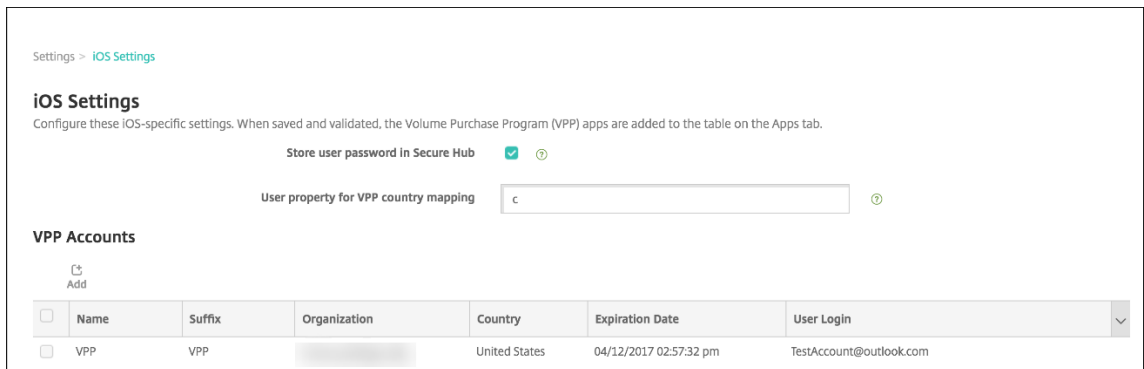 Settings > iOS Settings
iOS Settings
Configure these iOS-specific settings. When saved and validated, the Volume Purchase Program (VPP) apps are added to the table on the Apps tab.
Store user password in Secure Hub ?
User property for VPP country mapping c ?
VPP Accounts
Add
Name Suffix Organization Country Expiration Date User Login
VPP VPP United States 04/12/2017 02:57:32 pm TestAccount@outlook.com